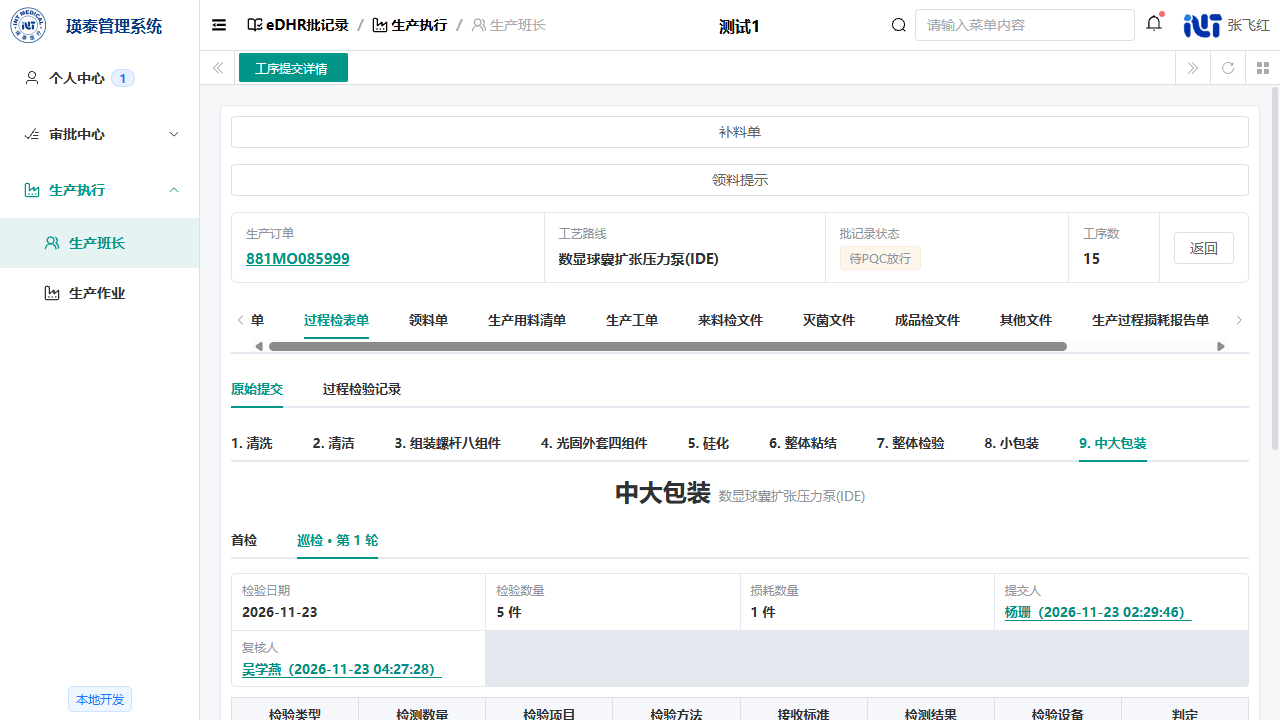 瑛泰管理系统
eDHR批记录 / 生产执行 / 生产班长
测试1
请输入菜单内容
张飞红
个人中心 1
审批中心
生产执行
生产班长
生产作业
本地开发
工序提交详情
补料单
领料提示
生产订单
881MO085999
工艺路线
数显球囊扩张压力泵(IDE)
批记录状态
待PQC放行
工序数
15
返回
单 过程检表单 领料单 生产用料清单 生产工单 来料检文件 灭菌文件 成品检文件 其他文件 生产过程损耗报告单
原始提交 过程检验记录
1. 清洗 2. 清洁 3. 组装螺杆八组件 4. 光固外套四组件 5. 硅化 6. 整体粘结 7. 整体检验 8. 小包装 9. 中大包装
中大包装 数显球囊扩张压力泵(IDE)
首检 巡检 • 第 1 轮
检验日期
2026-11-23
检验数量
5 件
损耗数量
1 件
提交人
杨珊（2026-11-23 02:29:46）
复核人
吴学燕（2026-11-23 04:27:28）
检验类型 检测数量 检验项目 检验方法 接收标准 检测结果 检验设备 判定